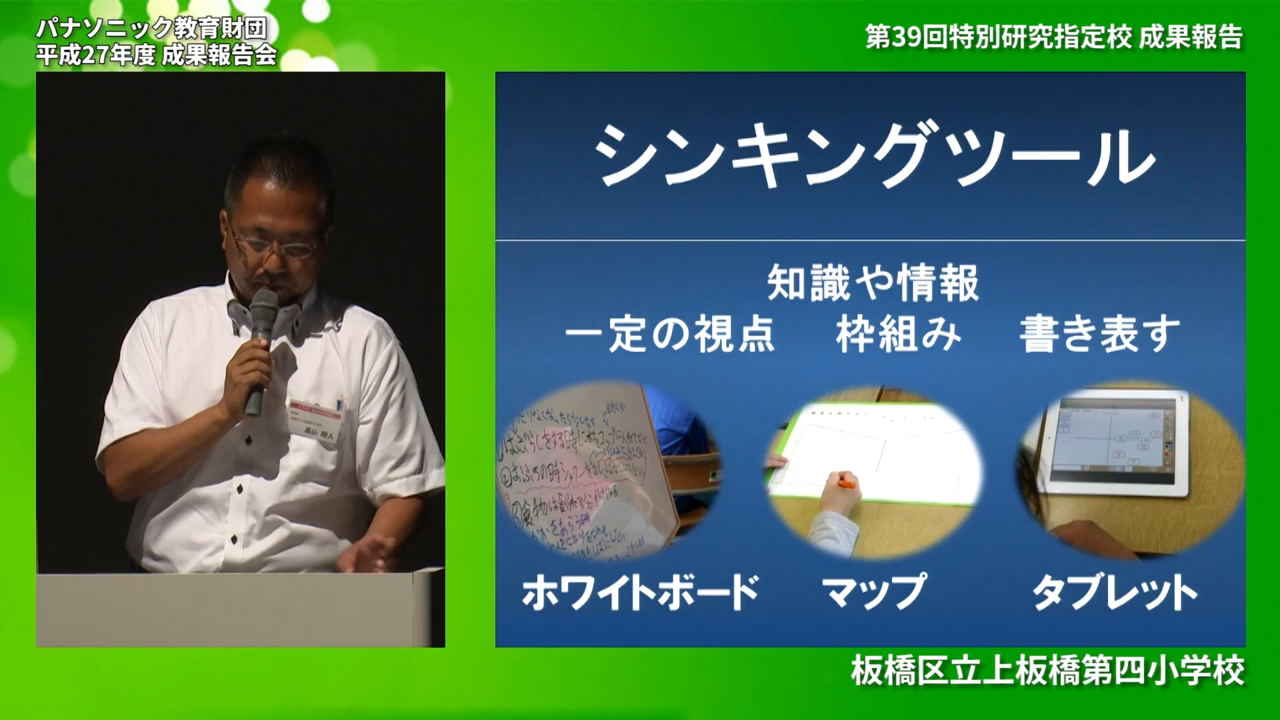 パナソニック教育財団
平成27年度 成果報告会
第39回特別研究指定校 成果報告
シンキングツール
知識や情報
一定の視点 枠組み 書き表す
ホワイトボード マップ タブレット
板橋区立上板橋第四小学校